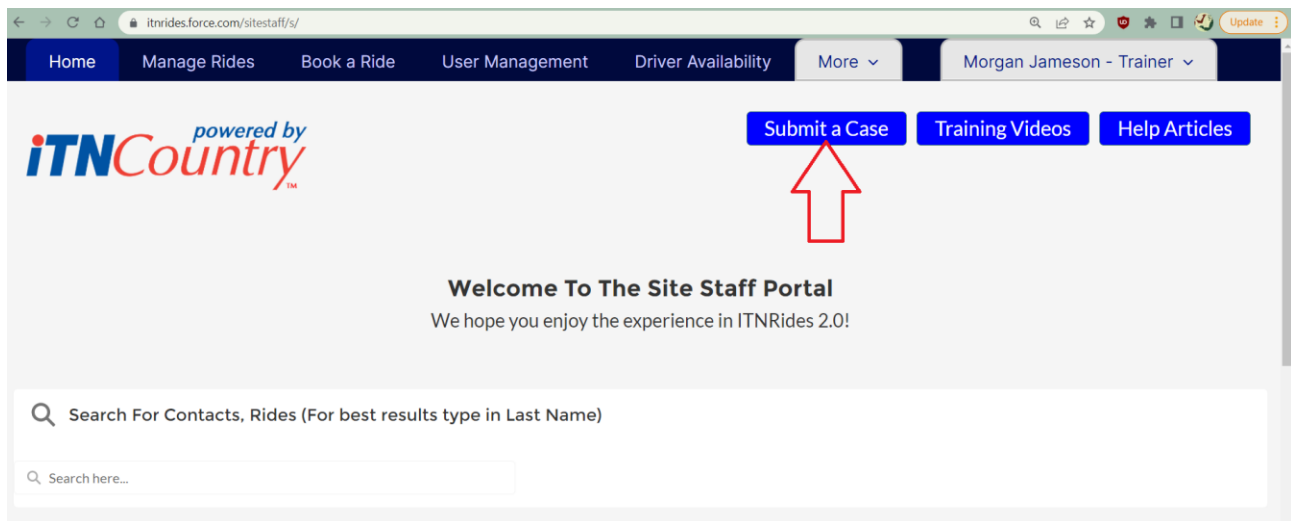 itnrides.force.com/sitestaff/s/
Update
Home Manage Rides Book a Ride User Management Driver Availability More Morgan Jameson - Trainer
powered by
iTNCountry
TM
Submit a Case Training Videos Help Articles
Welcome To The Site Staff Portal
We hope you enjoy the experience in ITNRides 2.0!
Search For Contacts, Rides (For best results type in Last Name)
Search here...